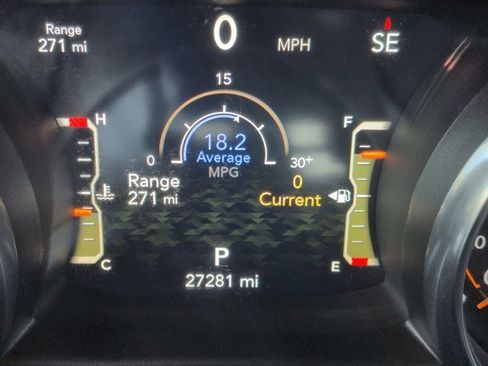 Range
271 mi
0 MPH
SE
15
H
F
18.2
Average
MPG
0
30+
Range
271 mi
0
Current
C
E
P
27281 mi
0